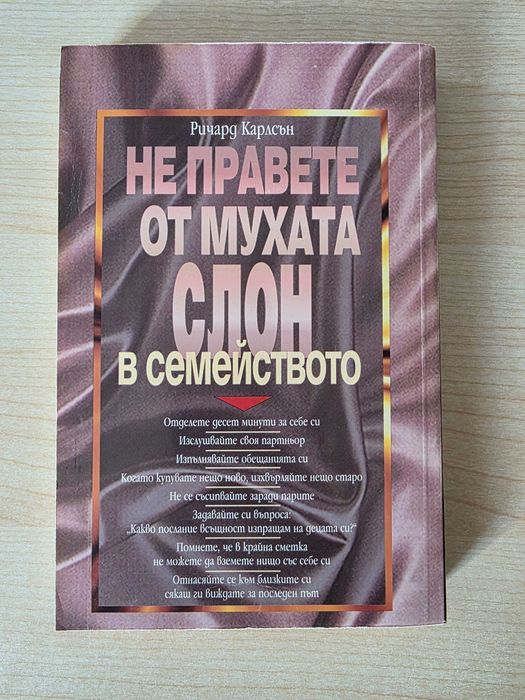 Ричард Карлсън
НЕ ПРАВЕТЕ
ОТ МУХАТА
СЛОН
В СЕМЕЙСТВОТО
Отделете десет минути за себе си
Изслушвайте своя партньор
Изпълнявайте обещанията си
Когато купувате нещо ново, изхвърляйте нещо старо
Не се съсипвайте заради парите
Задавайте си въпроса:
„Какво послание всъщност изпращам на децата си?“
Помнете, че в крайна сметка
не можете да вземете нищо със себе си
Отнасяйте се към близките си
сякаш ги виждате за последен път